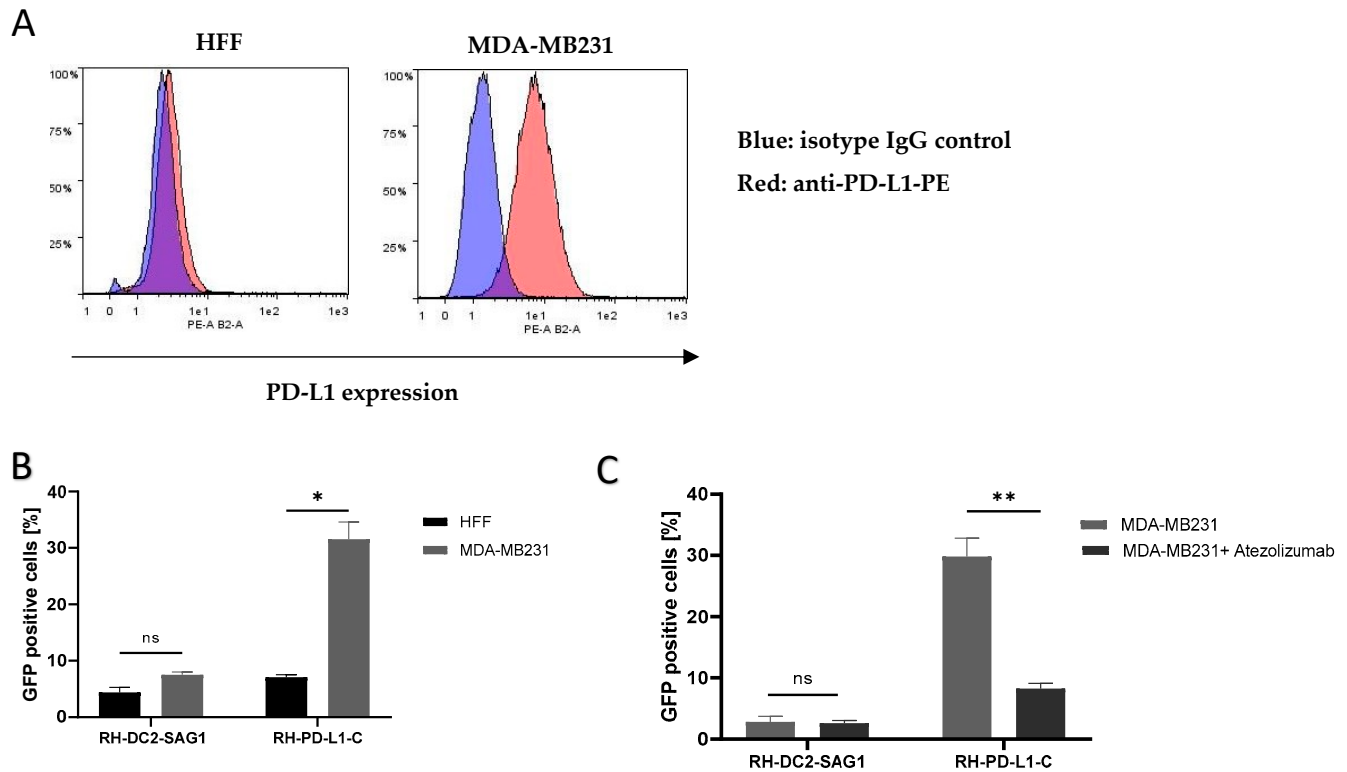 A
HFF
MDA-MB231
100%
75%
50%
25%
1 0 1 1e1 1e2 1e3
PE-A B2-A
100%
75%
50%
25%
1 0 1 1e1 1e2 1e3
PE-A B2-A
Blue: isotype IgG control
Red: anti-PD-L1-PE
PD-L1 expression
B
GFP positive cells [%]
40
30
20
10
0
ns
*
HFF
MDA-MB231
RH-DC2-SAG1 RH-PD-L1-C
C
GFP positive cells [%]
40
30
20
10
0
ns
**
MDA-MB231
MDA-MB231+ Atezolizumab
RH-DC2-SAG1 RH-PD-L1-C